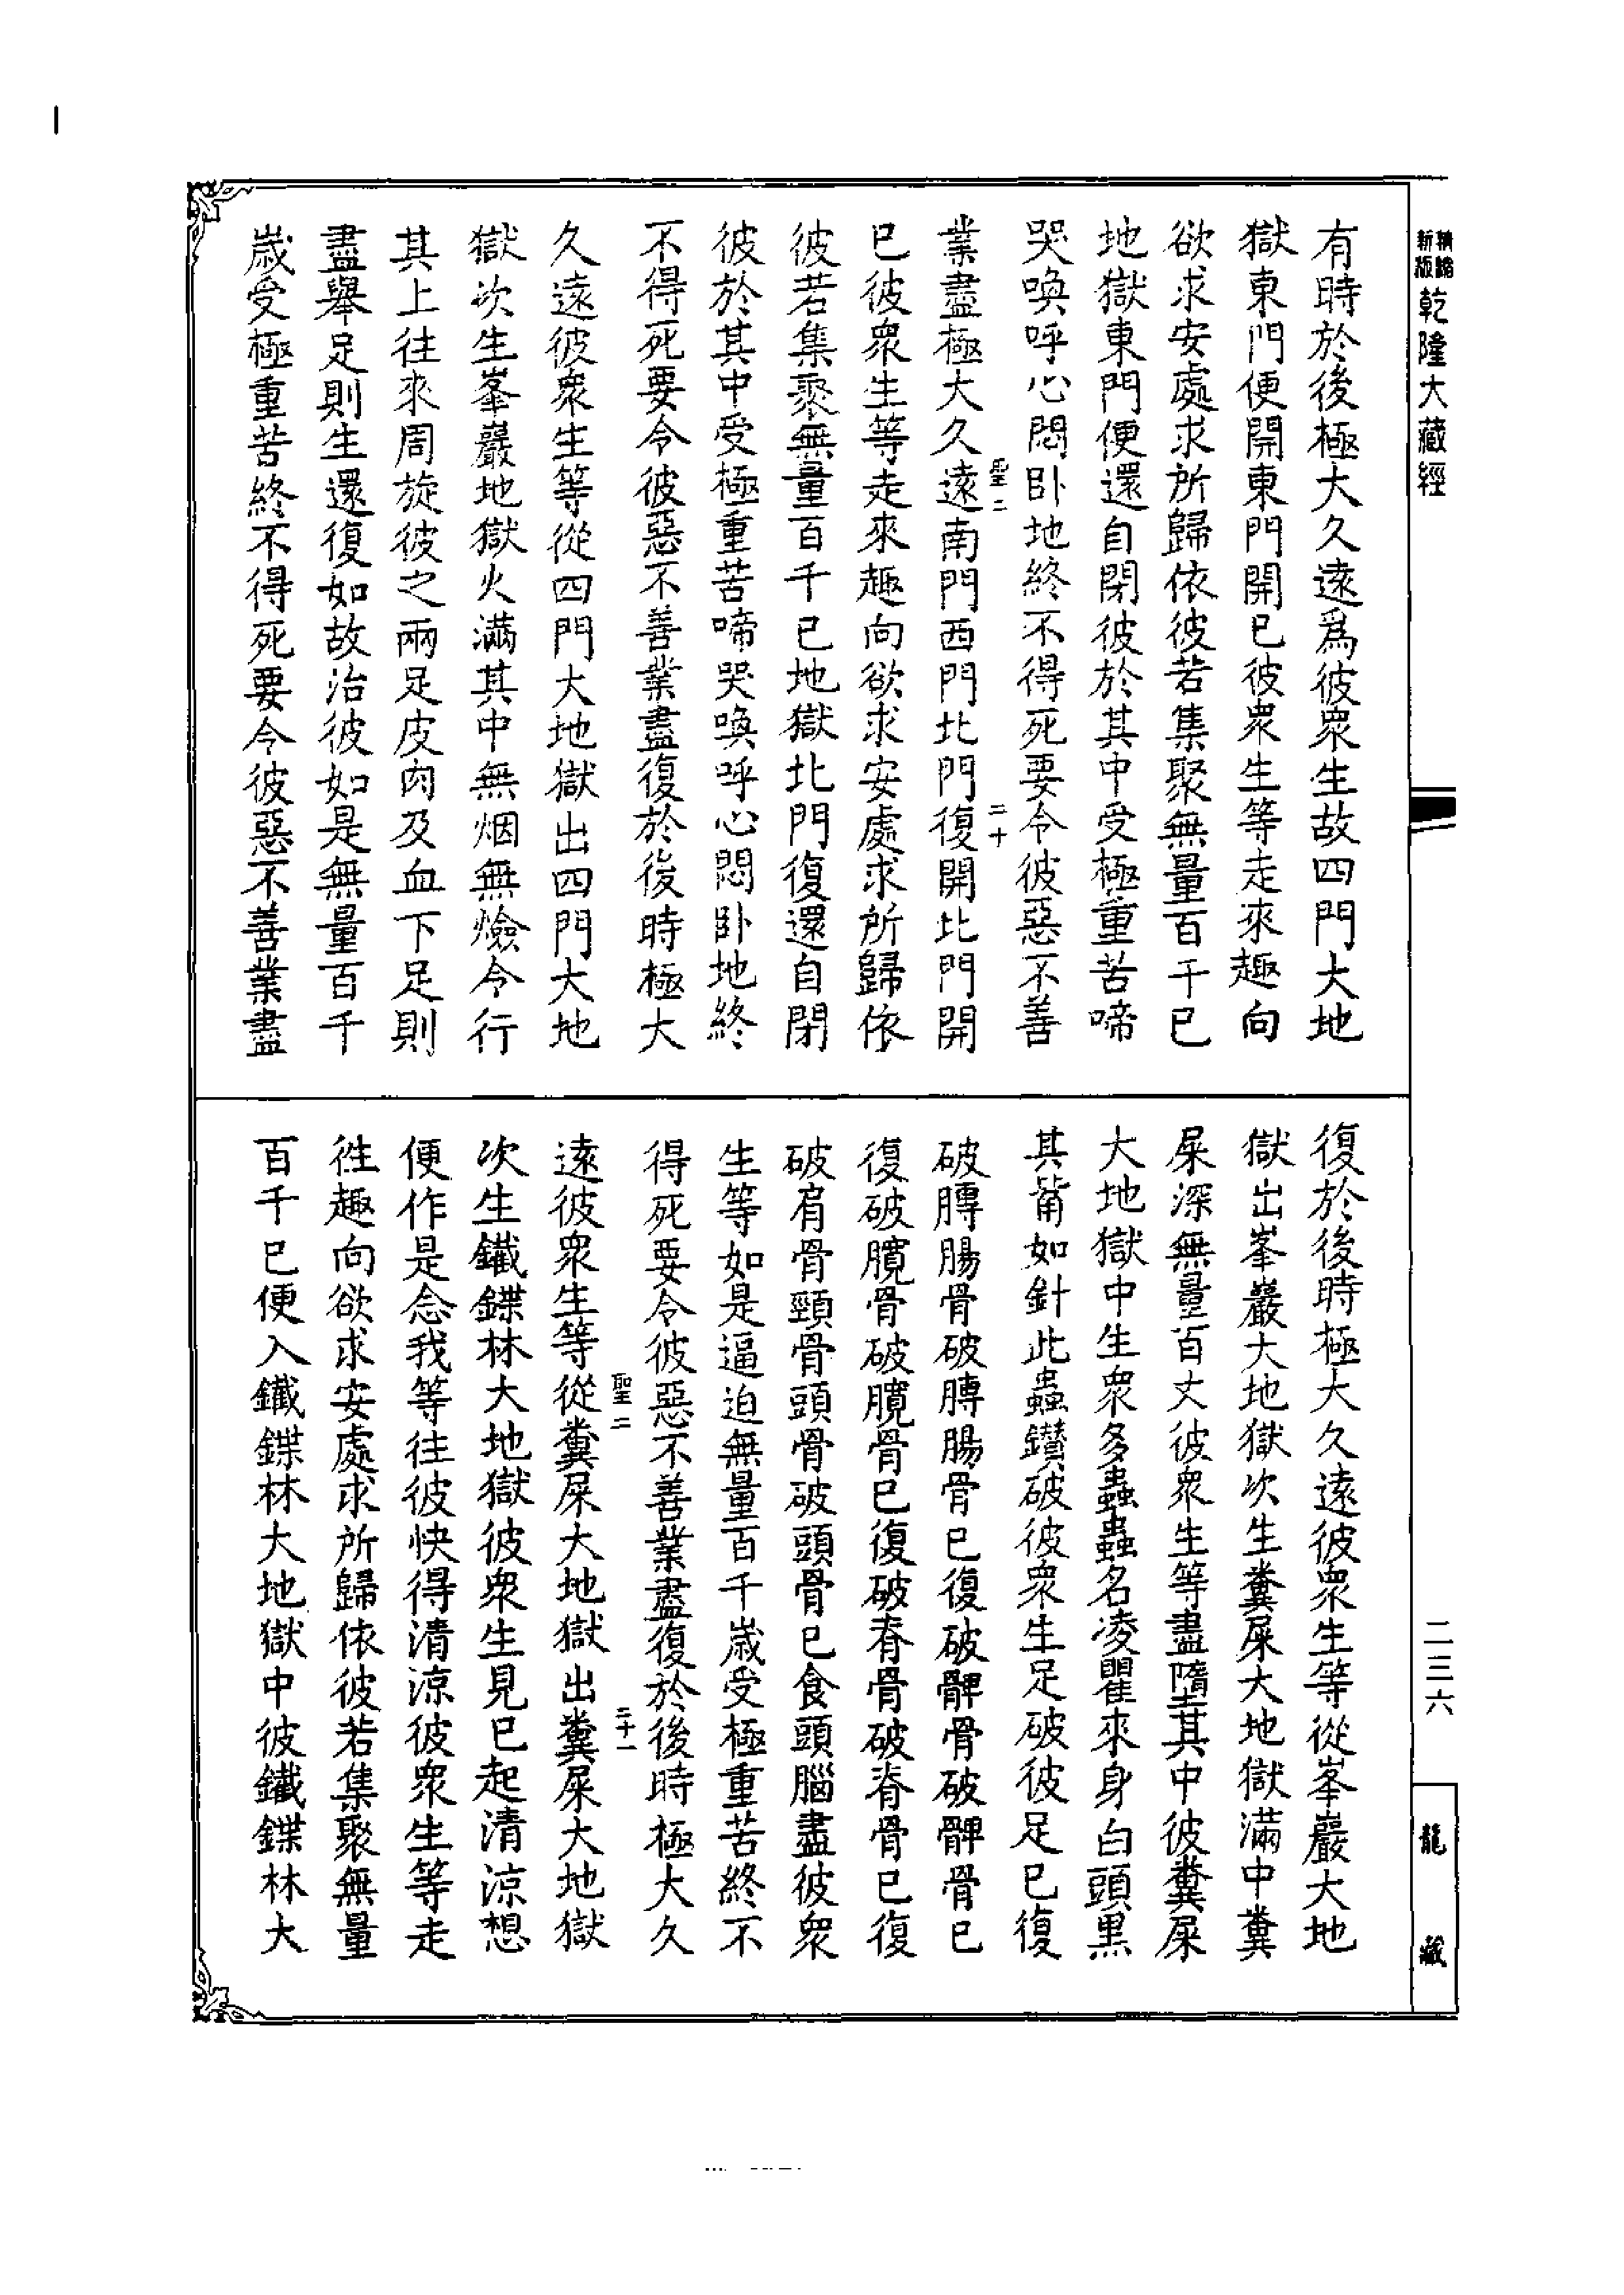 精縮新版乾隆大藏經
有時於後極大久遠爲彼衆生故四門大地
獄東門便開東門開已彼衆生等走來趣向
欲求安處求所歸依彼若集聚無量百千已
地獄東門便還自閉彼於其中受極重苦啼
哭喚呼心悶卧地終不得死要令彼惡不善
聖二 二十
業盡極大久遠南門西門北門復開北門開
已彼衆生等走來趣向欲求安處求所歸依
彼若集聚無量百千已地獄北門復還自閉
彼於其中受極重苦啼哭喚呼心悶卧地終
不得死要令彼惡不善業盡復於後時極大
久遠彼衆生等從四門大地獄出四門大地
獄次生峯巖地獄火滿其中無烟無燄令行
其上往來周旋彼之兩足皮肉及血下足則
盡舉足則生還復如故治彼如是無量百千
歲受極重苦終不得死要令彼惡不善業盡
復於後時極大久遠彼衆生等從峯巖大地
獄出峯巖大地獄次生糞屎大地獄滿中糞
屎深無量百丈彼衆生等盡墮其中彼糞屎
大地獄中生衆多蟲蟲名凌瞿來身白頭黑
其觜如針此蟲鑽破彼衆生足破彼足已復
破膞腸骨破膞腸骨已復破髀骨破髀骨已
復破臗骨破臗骨已復破脊骨破脊骨已復
破肩骨頸骨頭骨破頭骨已食頭腦盡彼衆
生等如是逼迫無量百千歲受極重苦終不
得死要令彼惡不善業盡復於後時極大久
聖二 二十一
遠彼衆生等從糞屎大地獄出糞屎大地獄
次生鐵鍱林大地獄彼衆生見已起清涼想
便作是念我等往彼快得清涼彼衆生等走
往趣向欲求安處求所歸依彼若集聚無量
百千已便入鐵鍱林大地獄中彼鐵鍱林大
二三六
龍藏